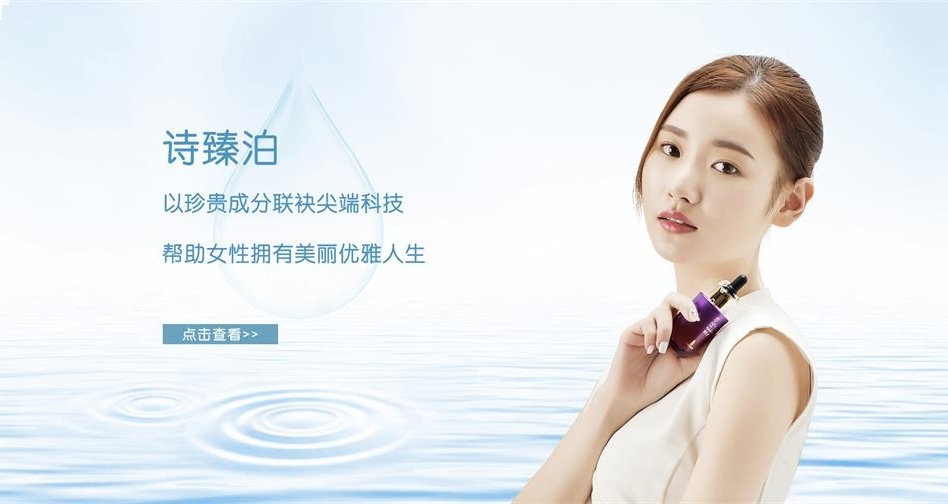 诗臻泊
以珍贵成分联袂尖端科技
帮助女性拥有美丽优雅人生
点击查看>>